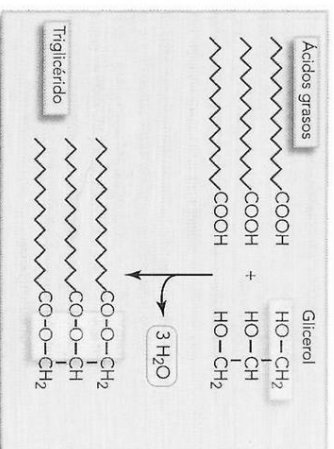 Ácidos grasos
Glicerol
COOH
HO–CH₂
COOH
+
HO–CH
COOH
HO–CH₂
3 H₂O
Triglicérido
CO–O–CH₂
CO–O–CH
CO–O–CH₂